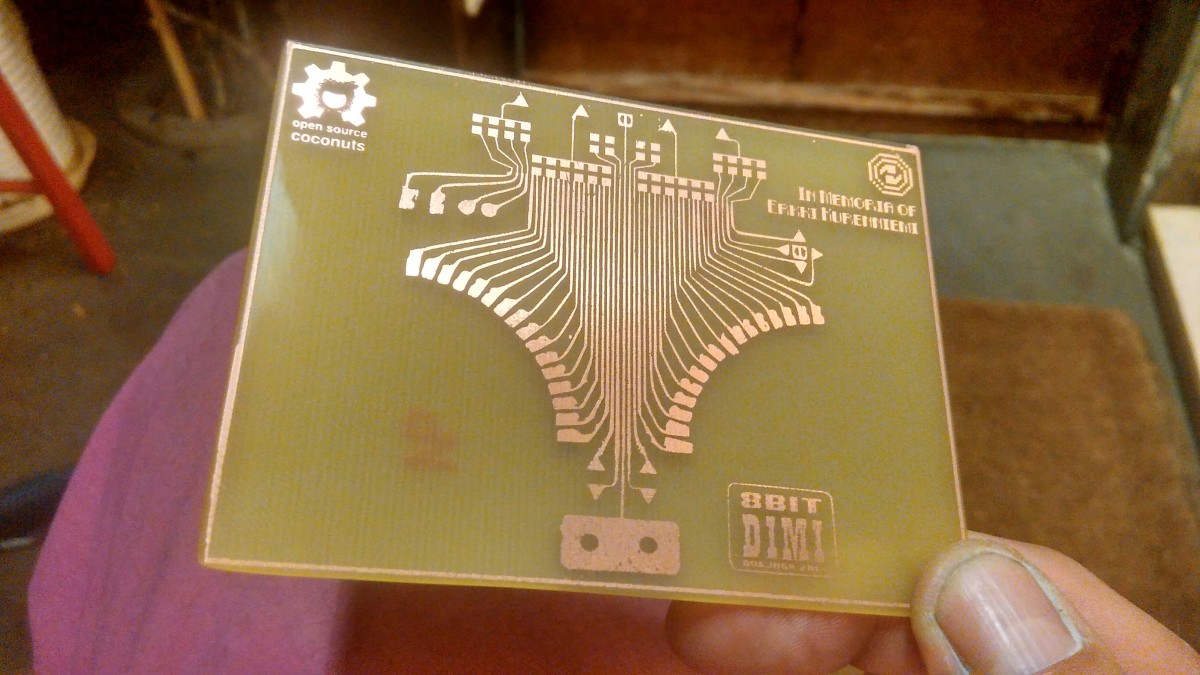 open source
coconuts
IN MEMORIA OF
ERKKI KURENNIEMI
8BIT
DIMI